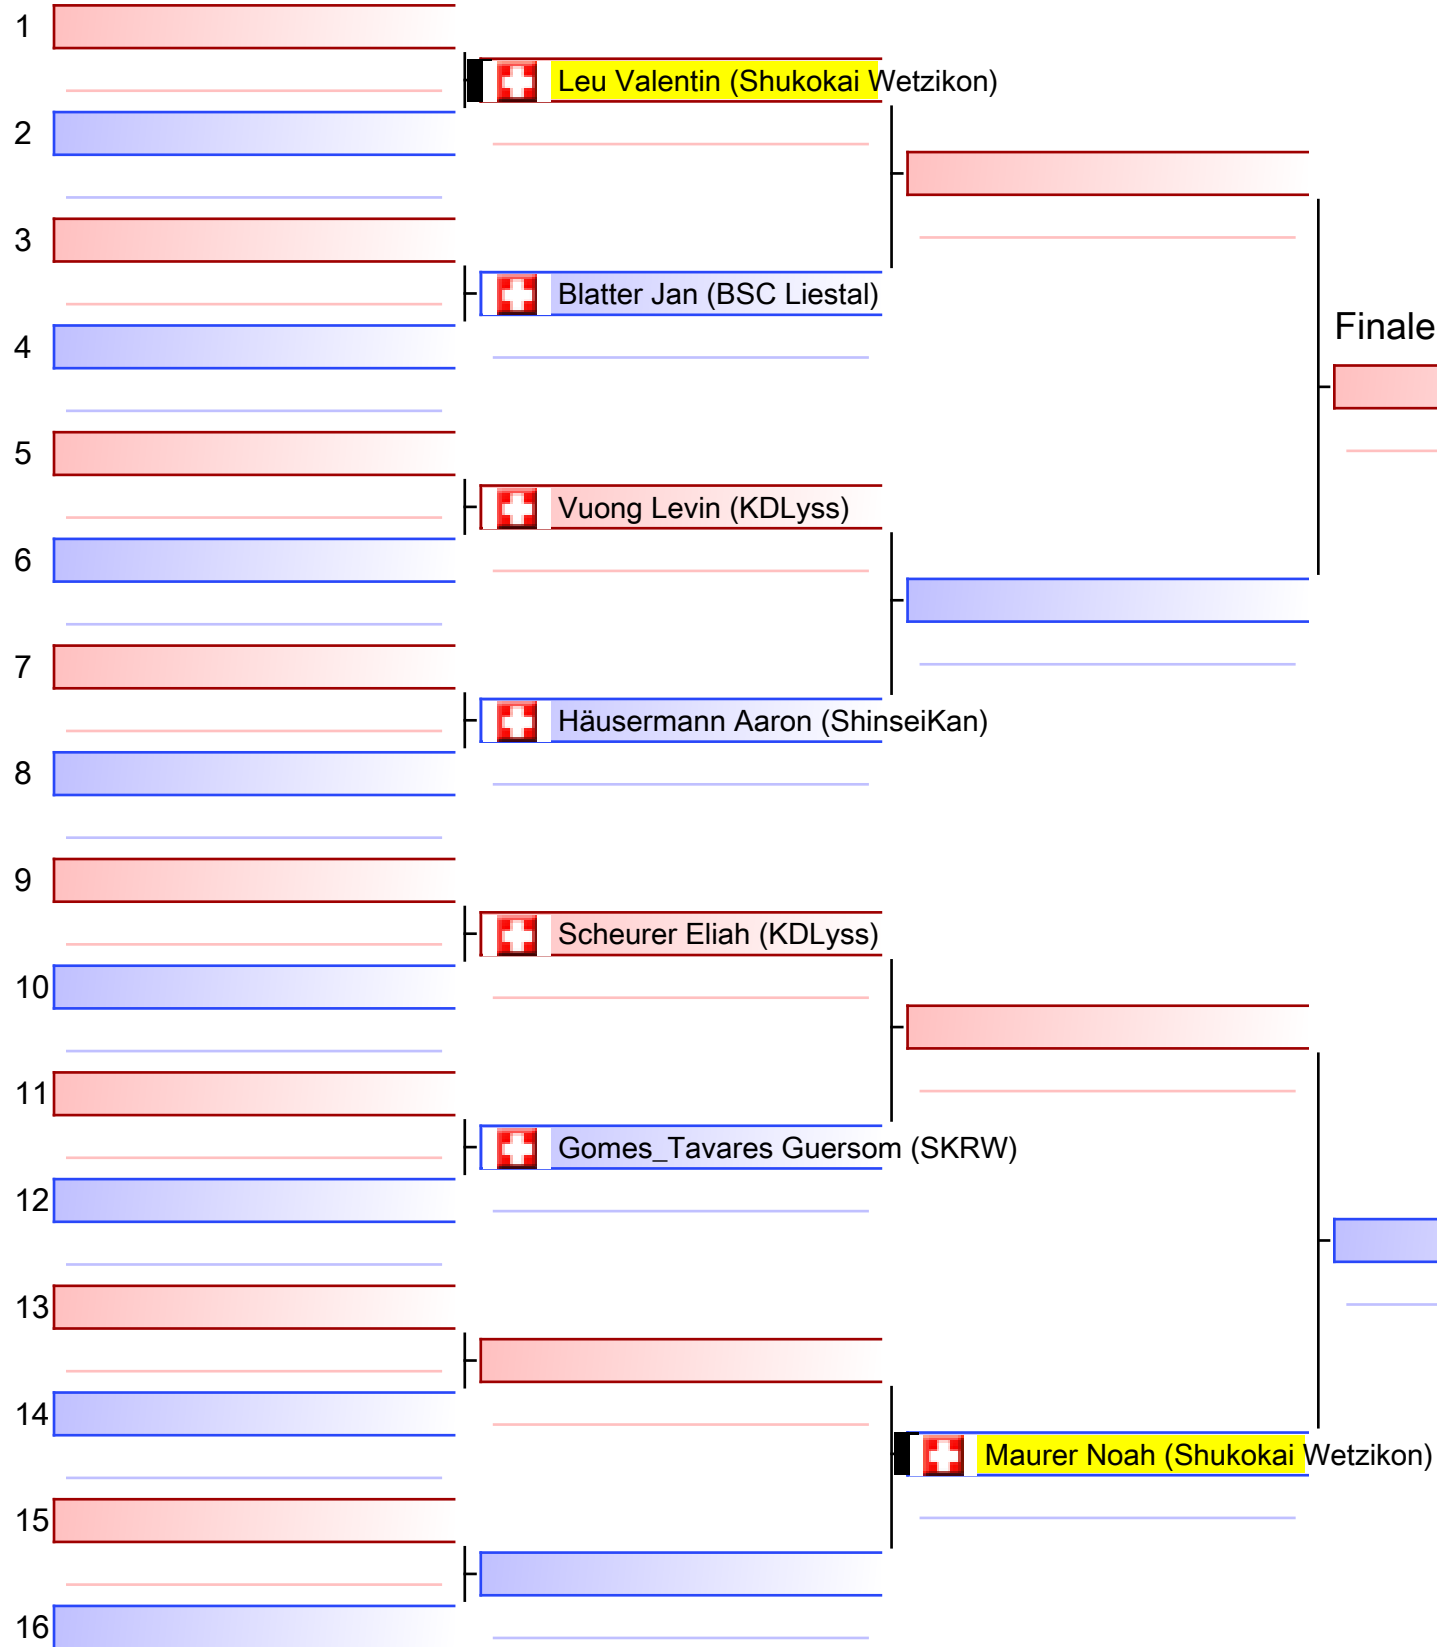 1
Leu Valentin (Shukokai Wetzikon)
2
3
Blatter Jan (BSC Liestal)
4
Finale
5
Vuong Levin (KDLyss)
6
7
Häusermann Aaron (ShinseiKan)
8
9
Scheurer Eliah (KDLyss)
10
11
Gomes_Tavares Guersom (SKRW)
12
13
14
Maurer Noah (Shukokai Wetzikon)
15
16